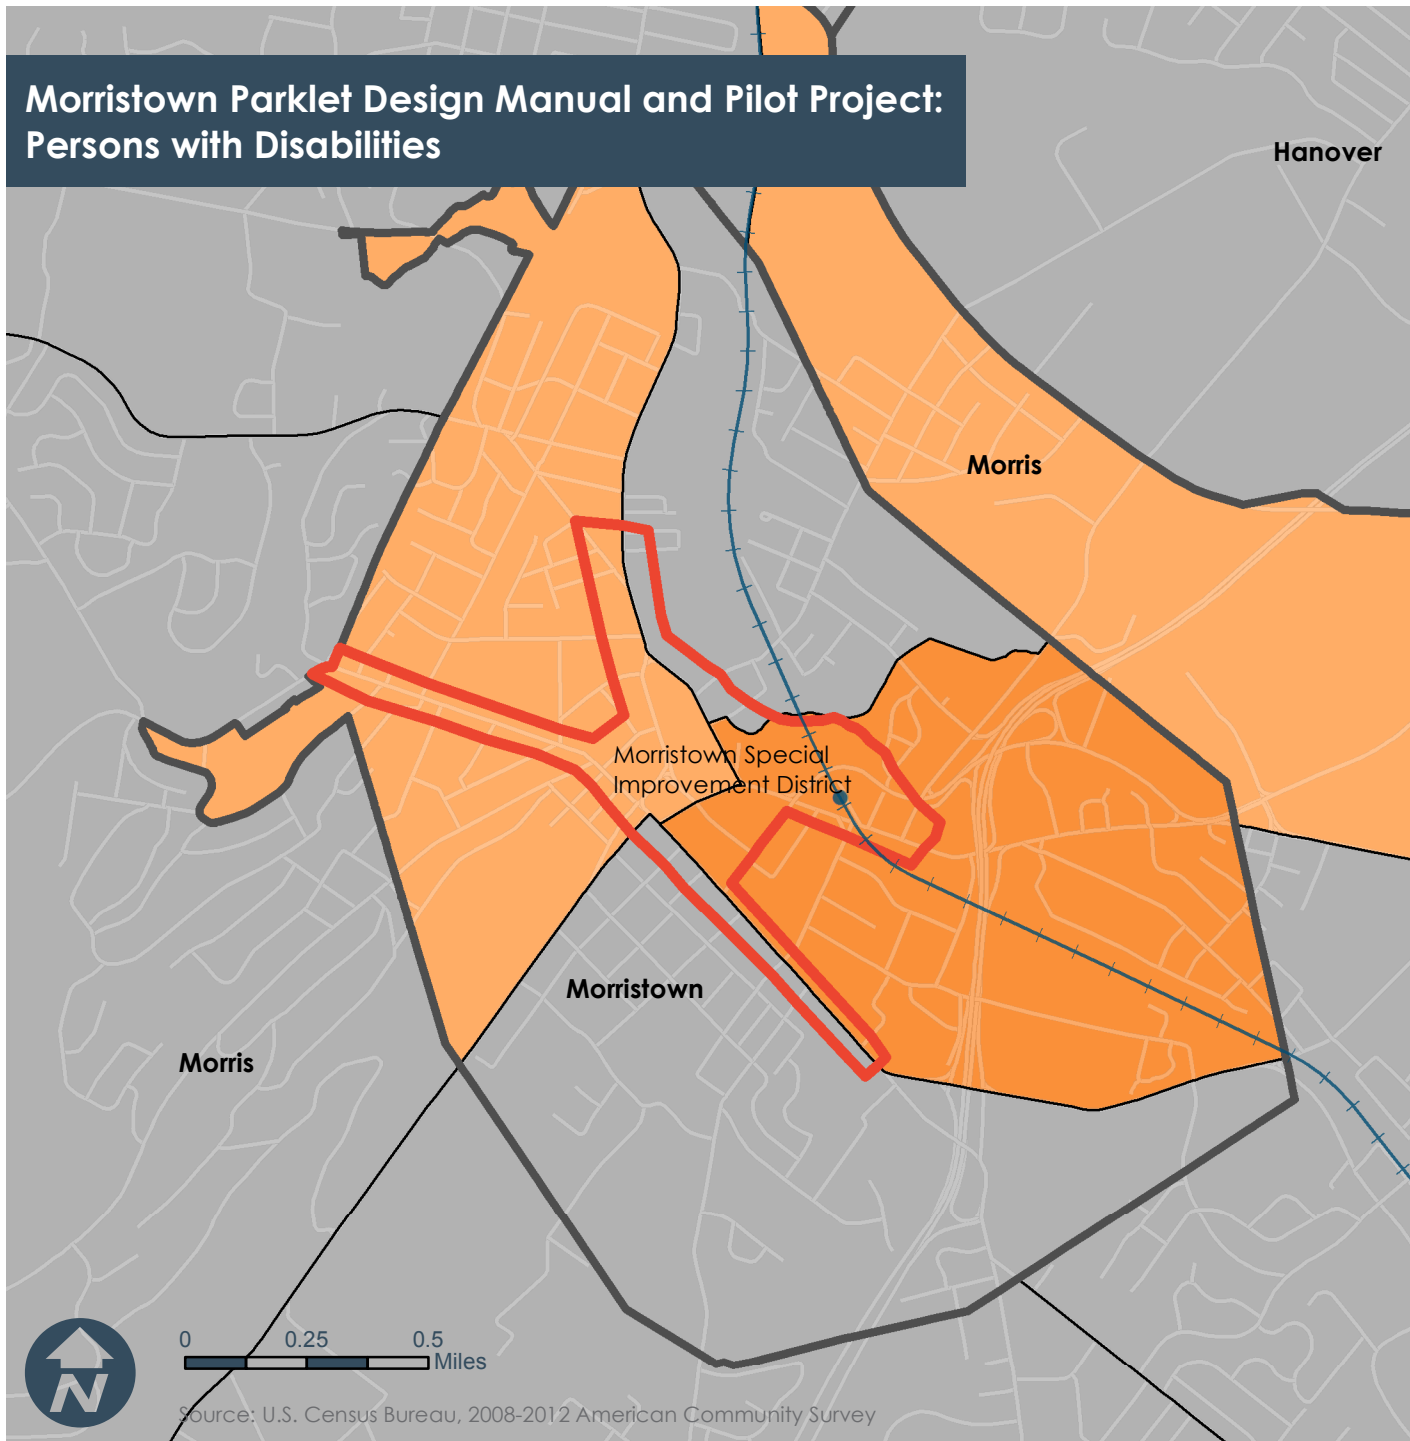 Morristown Parklet Design Manual and Pilot Project:
Persons with Disabilities
Hanover
Morris
Morristown Special
Improvement District
Morristown
Morris
0 0.25 0.5
Miles
N
Source: U.S. Census Bureau, 2008-2012 American Community Survey